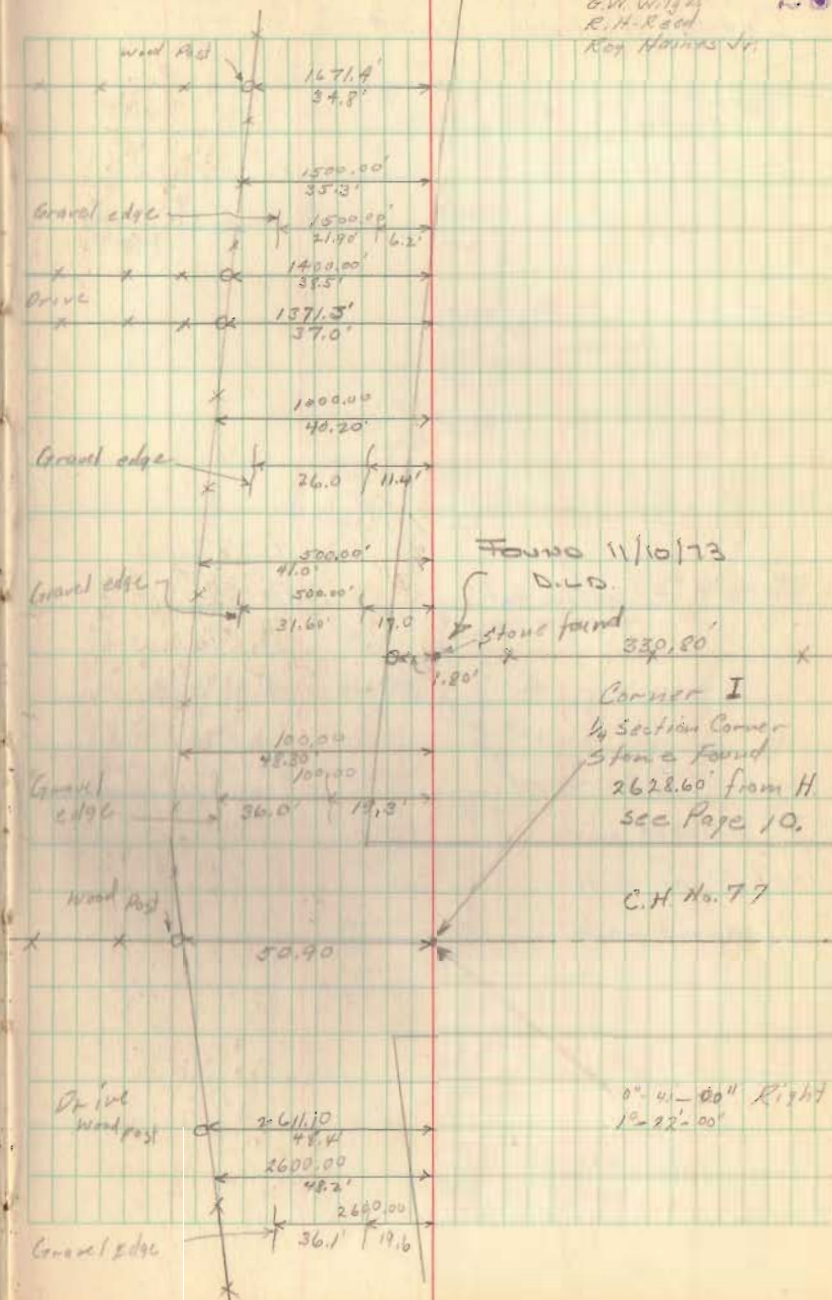 G.W. Wilgus
R.H. Reed
Roy Haines Jr.
Wood Post
1671.4'
34.8'
1500.00'
35.3'
Gravel edge
1500.00'
21.90' 6.2'
1400.00'
38.5'
Drive
1371.5'
37.0'
1000.00
40.20'
Gravel edge
26.0 11.4'
500.00'
41.0'
Found 11/10/73
D.L.D.
Gravel edge
500.00'
31.60' 17.0
Stone found
330.80'
1.80'
Corner I
1/4 Section Corner
Stone Found
2628.60' from H
See Page 10.
100.00
48.80'
Gravel edge
100.00
36.0' 19.3'
Wood Post
C.H. No. 77
50.90
Drive
Wood post
2611.10
48.4'
0°-41'-00" Right
1°-22'-00"
2600.00
48.2'
2600.00
36.1' 19.6
Gravel Edge